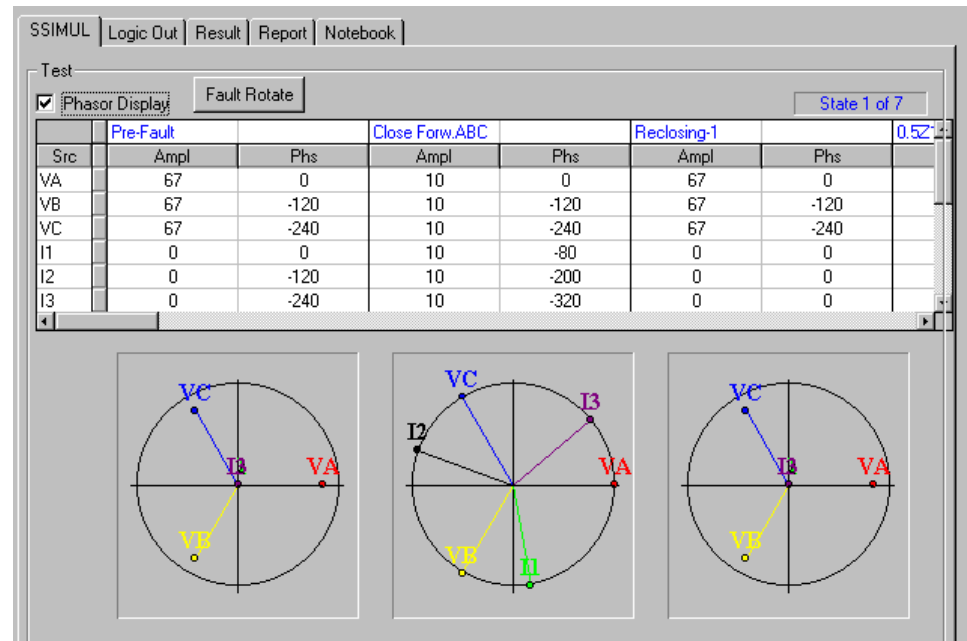 SSIMUL Logic Out Result Report Notebook
Test
Phasor Display Fault Rotate State 1 of 7
Pre-Fault Close Forw.ABC Reclosing-1
Src Ampl Phs Ampl Phs Ampl Phs
VA 67 0 10 0 67 0
VB 67 -120 10 -120 67 -120
VC 67 -240 10 -240 67 -240
I1 0 0 10 -80 0 0
I2 0 -120 10 -200 0 0
I3 0 -240 10 -320 0 0
VC I3 VA VB
VC I3 I2 VA VB I1
VC I3 VA VB